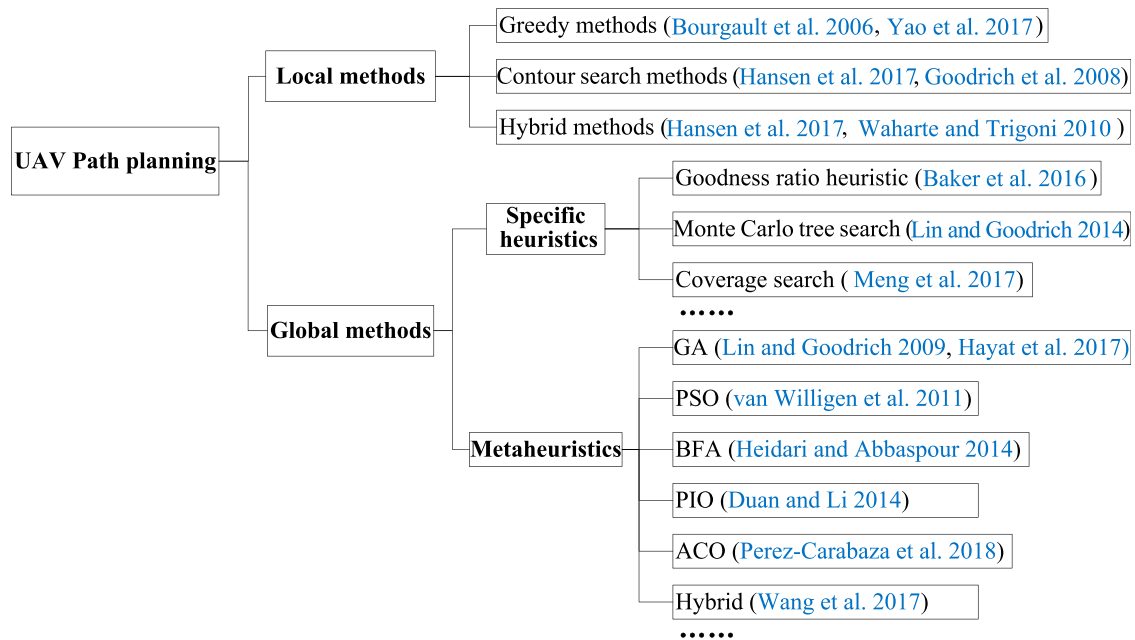 Greedy methods (Bourgault et al. 2006, Yao et al. 2017)
Local methods
Contour search methods (Hansen et al. 2017, Goodrich et al. 2008)
Hybrid methods (Hansen et al. 2017, Waharte and Trigoni 2010 )
UAV Path planning
Goodness ratio heuristic (Baker et al. 2016 )
Specific
heuristics
Monte Carlo tree search (Lin and Goodrich 2014)
Coverage search ( Meng et al. 2017)
......
Global methods
GA (Lin and Goodrich 2009, Hayat et al. 2017)
PSO (van Willigen et al. 2011)
Metaheuristics
BFA (Heidari and Abbaspour 2014)
PIO (Duan and Li 2014)
ACO (Perez-Carabaza et al. 2018)
Hybrid (Wang et al. 2017)
......